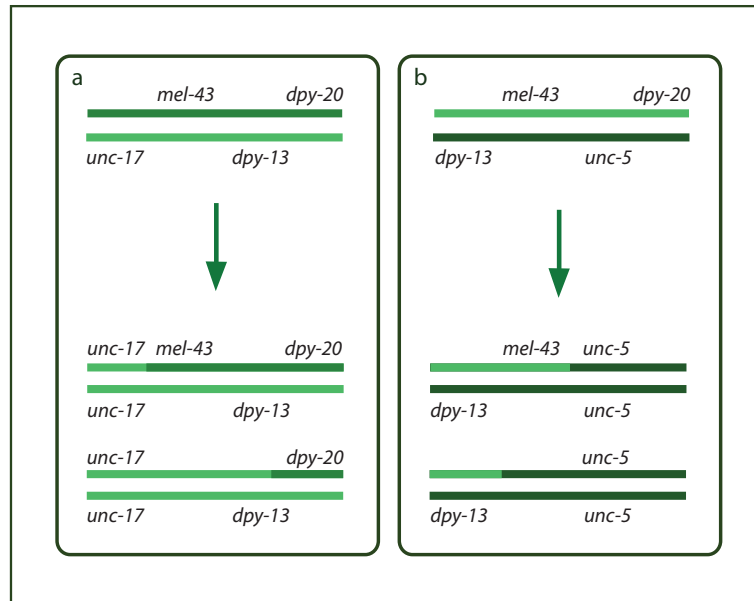 a
mel-43 dpy-20
unc-17 dpy-13
unc-17 mel-43 dpy-20
unc-17 dpy-13
unc-17 dpy-20
unc-17 dpy-13
b
mel-43 dpy-20
dpy-13 unc-5
mel-43 unc-5
dpy-13 unc-5
unc-5
dpy-13 unc-5